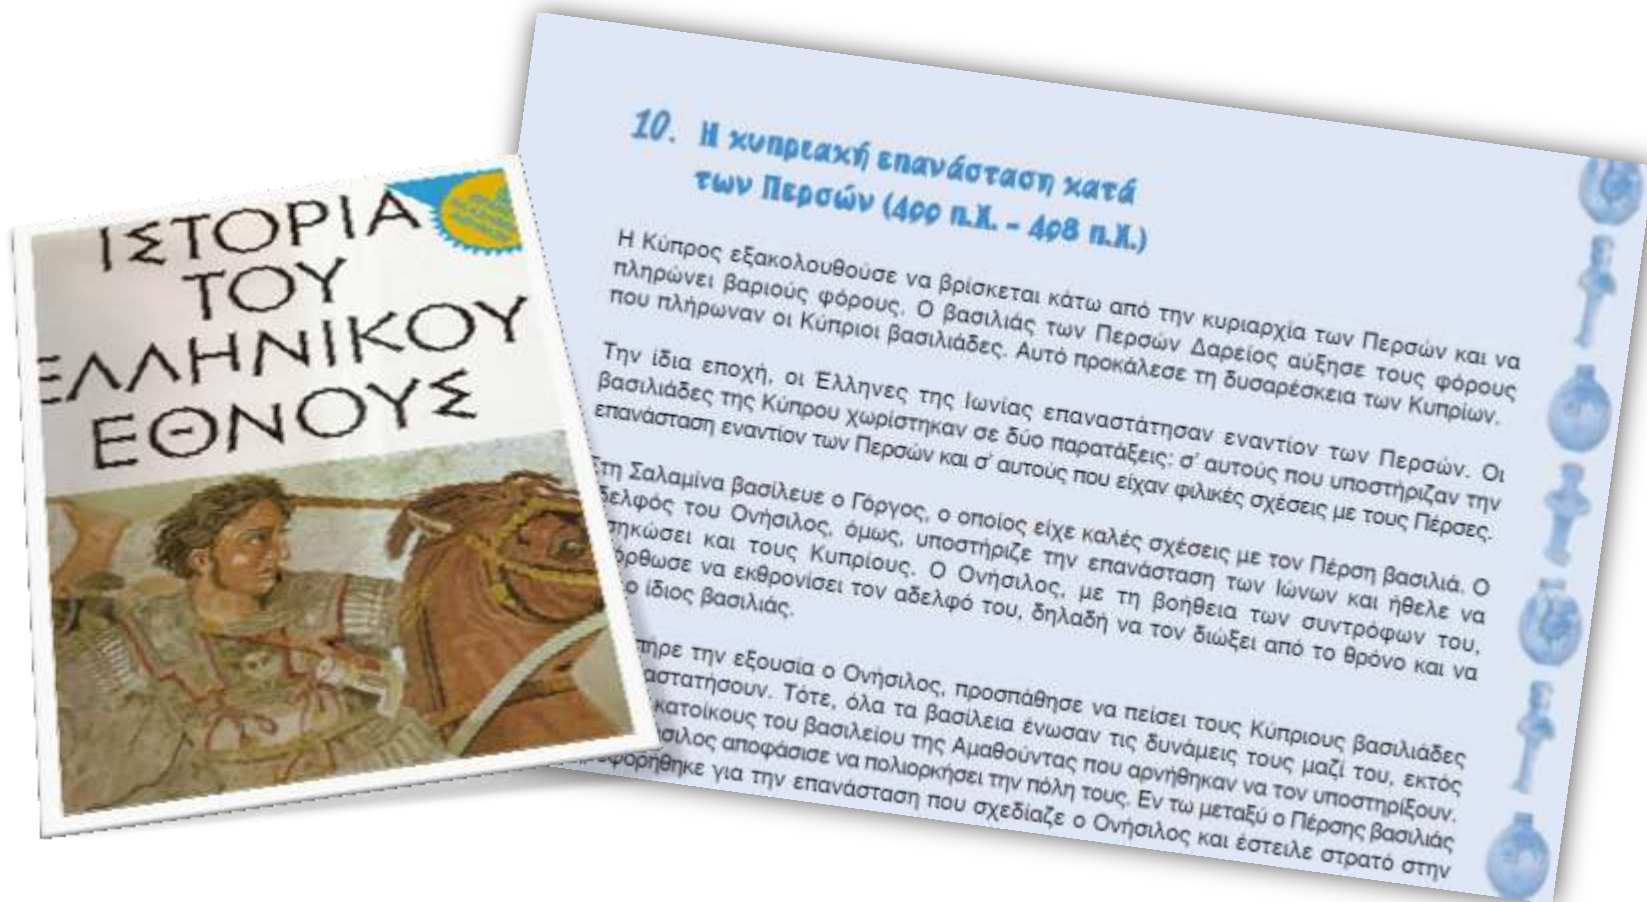 ΙΣΤΟΡΙΑ
ΤΟΥ
ΕΛΛΗΝΙΚΟΥ
ΕΘΝΟΥΣ
10. Η κυπριακή επανάσταση κατά
των Περσών (499 π.Χ. - 498 π.Χ.)
Η Κύπρος εξακολουθούσε να βρίσκεται κάτω από την κυριαρχία των Περσών και να
πληρώνει βαριούς φόρους. Ο βασιλιάς των Περσών Δαρείος αύξησε τους φόρους
που πλήρωναν οι Κύπριοι βασιλιάδες. Αυτό προκάλεσε τη δυσαρέσκεια των Κυπρίων.
Την ίδια εποχή, οι Έλληνες της Ιωνίας επαναστάτησαν εναντίον των Περσών. Οι
βασιλιάδες της Κύπρου χωρίστηκαν σε δύο παρατάξεις: σ' αυτούς που υποστήριζαν την
επανάσταση εναντίον των Περσών και σ' αυτούς που είχαν φιλικές σχέσεις με τους Πέρσες.
Στη Σαλαμίνα βασίλευε ο Γόργος, ο οποίος είχε καλές σχέσεις με τον Πέρση βασιλιά. Ο
δελφός του Ονήσιλος, όμως, υποστήριζε την επανάσταση των Ιώνων και ήθελε να
σηκώσει και τους Κυπρίους. Ο Ονήσιλος, με τη βοήθεια των συντρόφων του,
όρθωσε να εκθρονίσει τον αδελφό του, δηλαδή να τον διώξει από το θρόνο και να
ο ίδιος βασιλιάς.
πήρε την εξουσία ο Ονήσιλος, προσπάθησε να πείσει τους Κύπριους βασιλιάδες
αστατήσουν. Τότε, όλα τα βασίλεια ένωσαν τις δυνάμεις τους μαζί του, εκτός
κατοίκους του βασιλείου της Αμαθούντας που αρνήθηκαν να τον υποστηρίξουν.
σιλος αποφάσισε να πολιορκήσει την πόλη τους. Εν τω μεταξύ ο Πέρσης βασιλιάς
φορήθηκε για την επανάσταση που σχεδίαζε ο Ονήσιλος και έστειλε στρατό στην